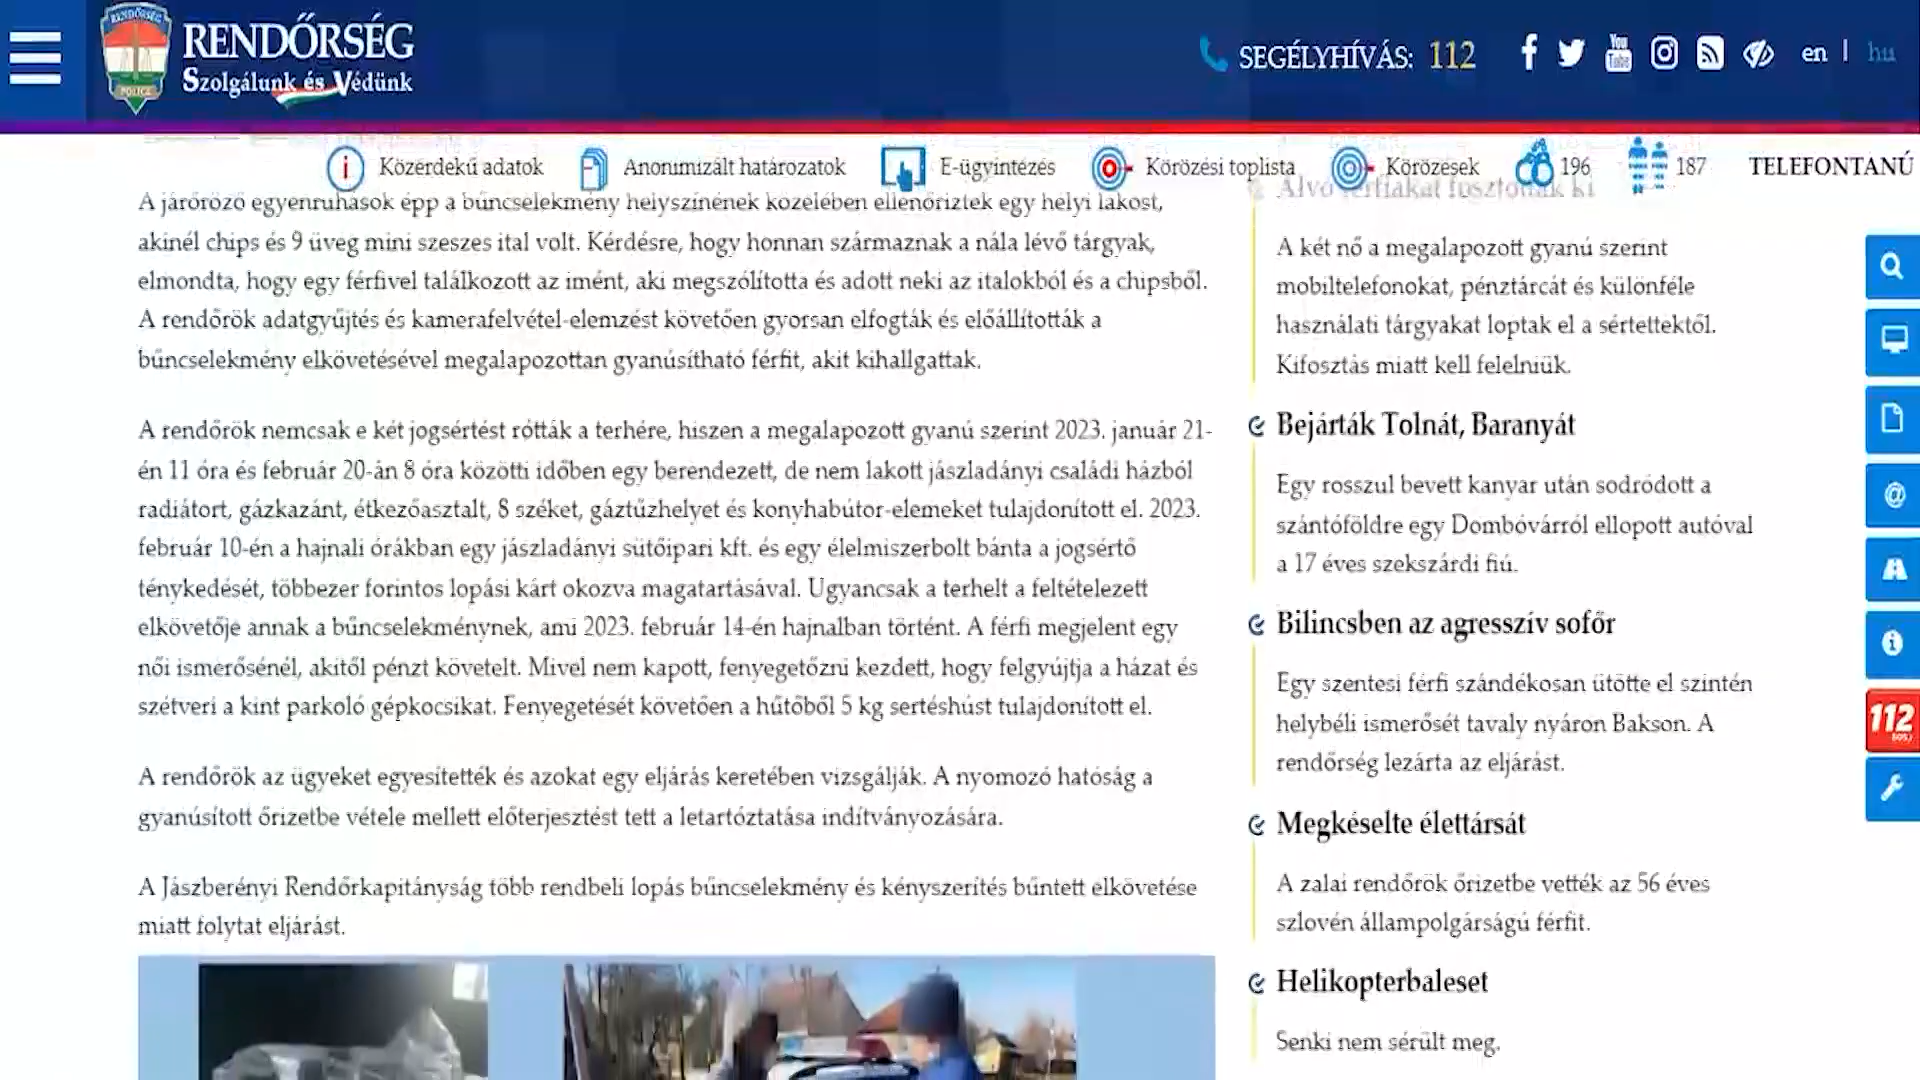 RENDŐRSÉG
RENDŐRSÉG
Szolgálunk és Védünk
POLICE
SEGÉLYHÍVÁS: 112
You
Tube
en | hu
Közérdekű adatok
Anonimizált határozatok
E-ügyintézés
Körözési toplista
Körözések
196
187
TELEFONTANÚ
A járőröző egyenruhások épp a bűncselekmény helyszínének közelében ellenőriztek egy helyi lakost,
akinél chips és 9 üveg mini szeszes ital volt. Kérdésre, hogy honnan származnak a nála lévő tárgyak,
elmondta, hogy egy férfivel találkozott az imént, aki megszólította és adott neki az italokból és a chipsből.
A rendőrök adatgyűjtés és kamerafelvétel-elemzést követően gyorsan elfogták és előállították a
bűncselekmény elkövetésével megalapozottan gyanúsítható férfit, akit kihallgattak.
A rendőrök nemcsak e két jogsértést rótták a terhére, hiszen a megalapozott gyanú szerint 2023. január 21-
én 11 óra és február 20-án 8 óra közötti időben egy berendezett, de nem lakott jászladányi családi házból
radiátort, gázkazánt, étkezőasztalt, 8 széket, gáztűzhelyet és konyhabútor-elemeket tulajdonított el. 2023.
február 10-én a hajnali órákban egy jászladányi sütőipari kft. és egy élelmiszerbolt bánta a jogsértő
ténykedését, többezer forintos lopási kárt okozva magatartásával. Ugyancsak a terhelt a feltételezett
elkövetője annak a bűncselekménynek, ami 2023. február 14-én hajnalban történt. A férfi megjelent egy
női ismerősénél, akitől pénzt követelt. Mivel nem kapott, fenyegetőzni kezdett, hogy felgyújtja a házat és
szétveri a kint parkoló gépkocsikat. Fenyegetését követően a hűtőből 5 kg sertéshúst tulajdonított el.
A rendőrök az ügyeket egyesítették és azokat egy eljárás keretében vizsgálják. A nyomozó hatóság a
gyanúsított őrizetbe vétele mellett előterjesztést tett a letartóztatása indítványozására.
A Jászberényi Rendőrkapitányság több rendbeli lopás bűncselekmény és kényszerítés bűntett elkövetése
miatt folytat eljárást.
Alvó férfiakat fosztottak ki
A két nő a megalapozott gyanú szerint
mobiltelefonokat, pénztárcát és különféle
használati tárgyakat loptak el a sértettektől.
Kifosztás miatt kell felelniük.
Bejárták Tolnát, Baranyát
Egy rosszul bevett kanyar után sodródott a
szántóföldre egy Dombóvárról ellopott autóval
a 17 éves szekszárdi fiú.
Bilincsben az agresszív sofőr
Egy szentesi férfi szándékosan ütötte el szintén
helybéli ismerősét tavaly nyáron Bakson. A
rendőrség lezárta az eljárást.
Megkéselte élettársát
A zalai rendőrök őrizetbe vették az 56 éves
szlovén állampolgárságú férfit.
Helikopterbaleset
Senki nem sérült meg.
112